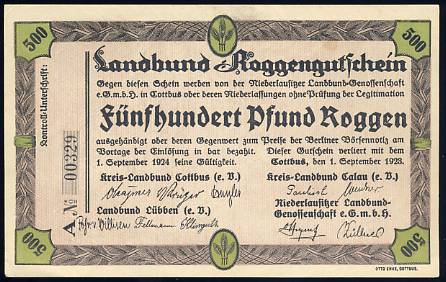 500
500
Landbund Roggengutschein
Gegen diesen Schein werden von der Niederlausitzer Landbund-Genossenschaft
e.G.m.b.H. in Cottbus oder deren Niederlassungen ohne Prüfung der Legitimation
Fünfhundert Pfund Roggen
ausgehändigt oder deren Gegenwert zum Preise der Berliner Börsennotiz am
Vortage der Einlösung in bar bezahlt. Dieser Gutschein verliert mit dem
1. September 1924 seine Gültigkeit. Cottbus, den 1. September 1923.
Kreis-Landbund Cottbus (e. V.)
Kreis-Landbund Calau (e. V.)
Landbund Lübben (e. V.)
Niederlausitzer Landbund-
Genossenschaft e.G.m.b.H.
Kontroll-Unterschrift:
A № 00329
500
500
OTTO ENKE, COTTBUS.